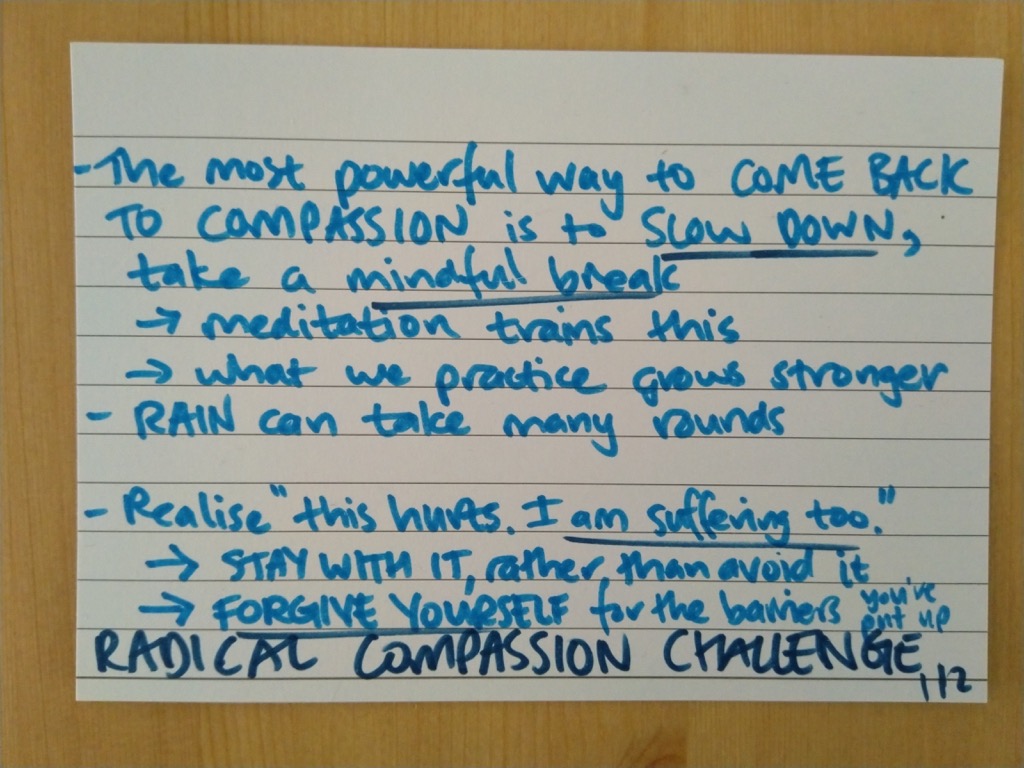 - The most powerful way to COME BACK
TO COMPASSION is to SLOW DOWN,
take a mindful break
→ meditation trains this
→ what we practice grows stronger
- RAIN can take many rounds
- Realise "this hurts. I am suffering too."
→ STAY WITH IT, rather than avoid it
→ FORGIVE YOURSELF for the barriers you've put up
RADICAL COMPASSION CHALLENGE
112